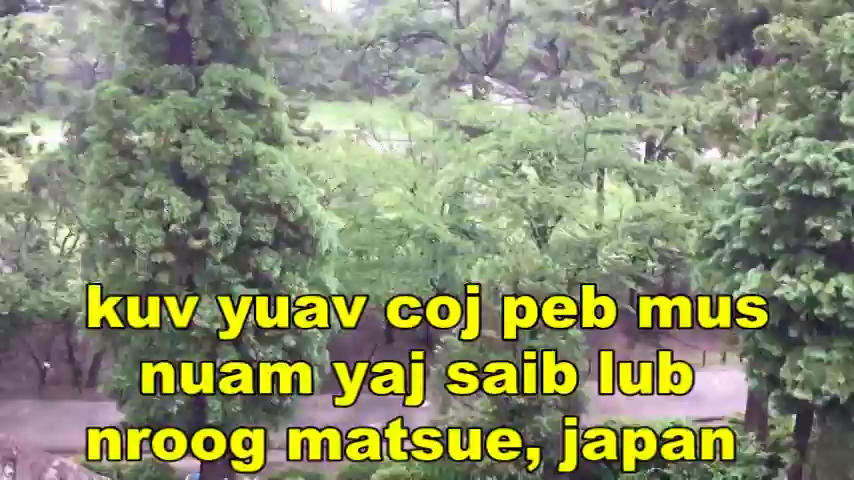 kuv yuav coj peb mus
nuam yaj saib lub
nroog matsue, japan